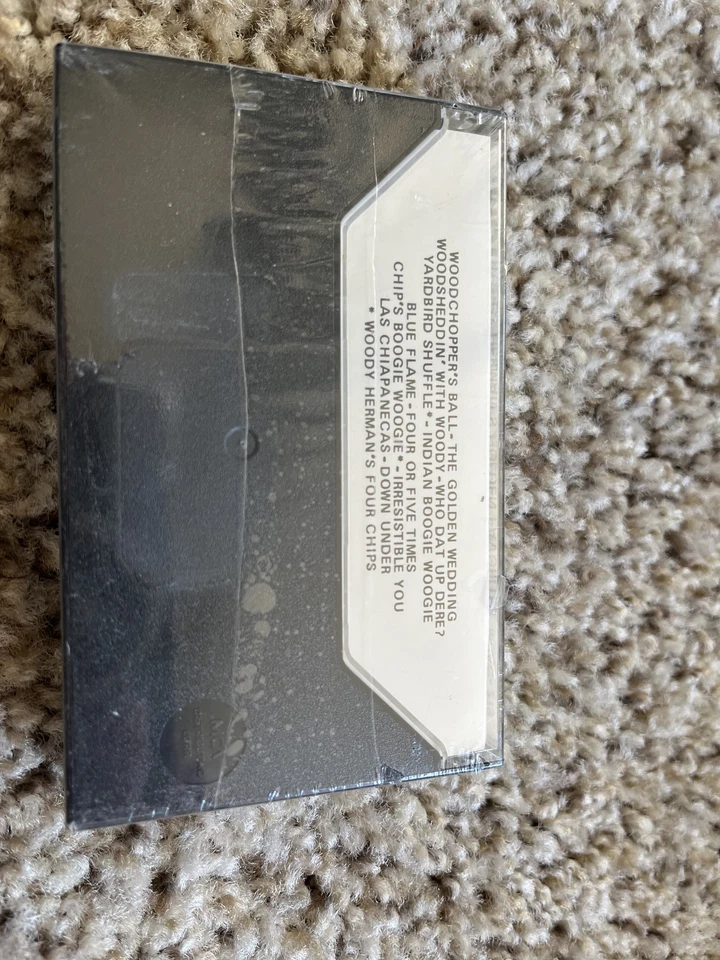 WOODCHOPPER'S BALL - THE GOLDEN WEDDING
WOODSHEDDIN' WITH WOODY - WHO DAT UP DERE?
YARDBIRD SHUFFLE* - INDIAN BOOGIE WOOGIE
BLUE FLAME - FOUR OR FIVE TIMES
CHIP'S BOOGIE WOOGIE* - IRRESISTIBLE YOU
LAS CHIAPANECAS - DOWN UNDER
* WOODY HERMAN'S FOUR CHIPS